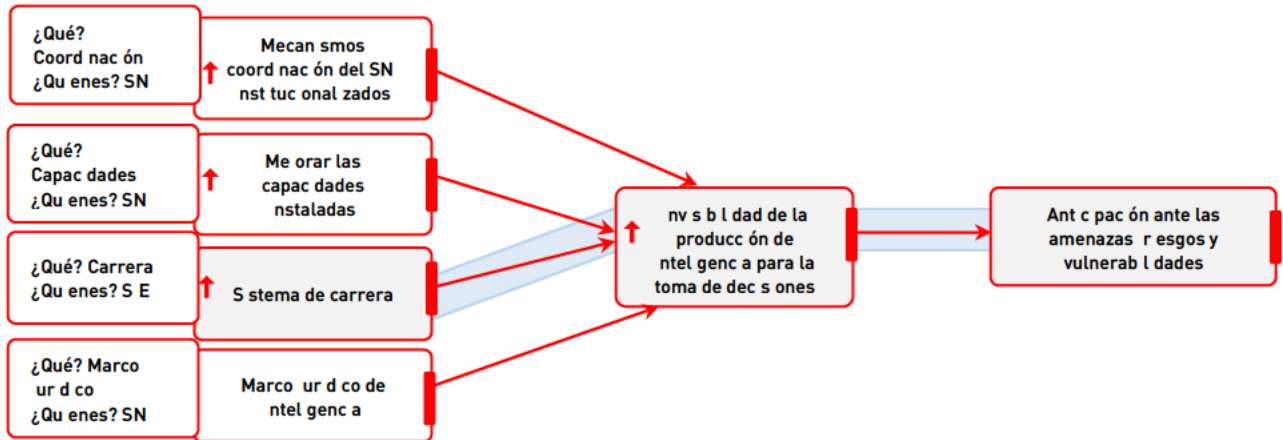 ¿Qué?
Coord nac ón
¿Qu enes? SN
Mecan smos
coord nac ón del SN
nst tuc onal zados
¿Qué?
Capac dades
¿Qu enes? SN
Me orar las
capac dades
nstaladas
¿Qué? Carrera
¿Qu enes? S E
S stema de carrera
¿Qué? Marco
ur d co
¿Qu enes? SN
Marco ur d co de
ntel genc a
nv s b l dad de la
producc ón de
ntel genc a para la
toma de dec s ones
Ant c pac ón ante las
amenazas r esgos y
vulnerab l dades